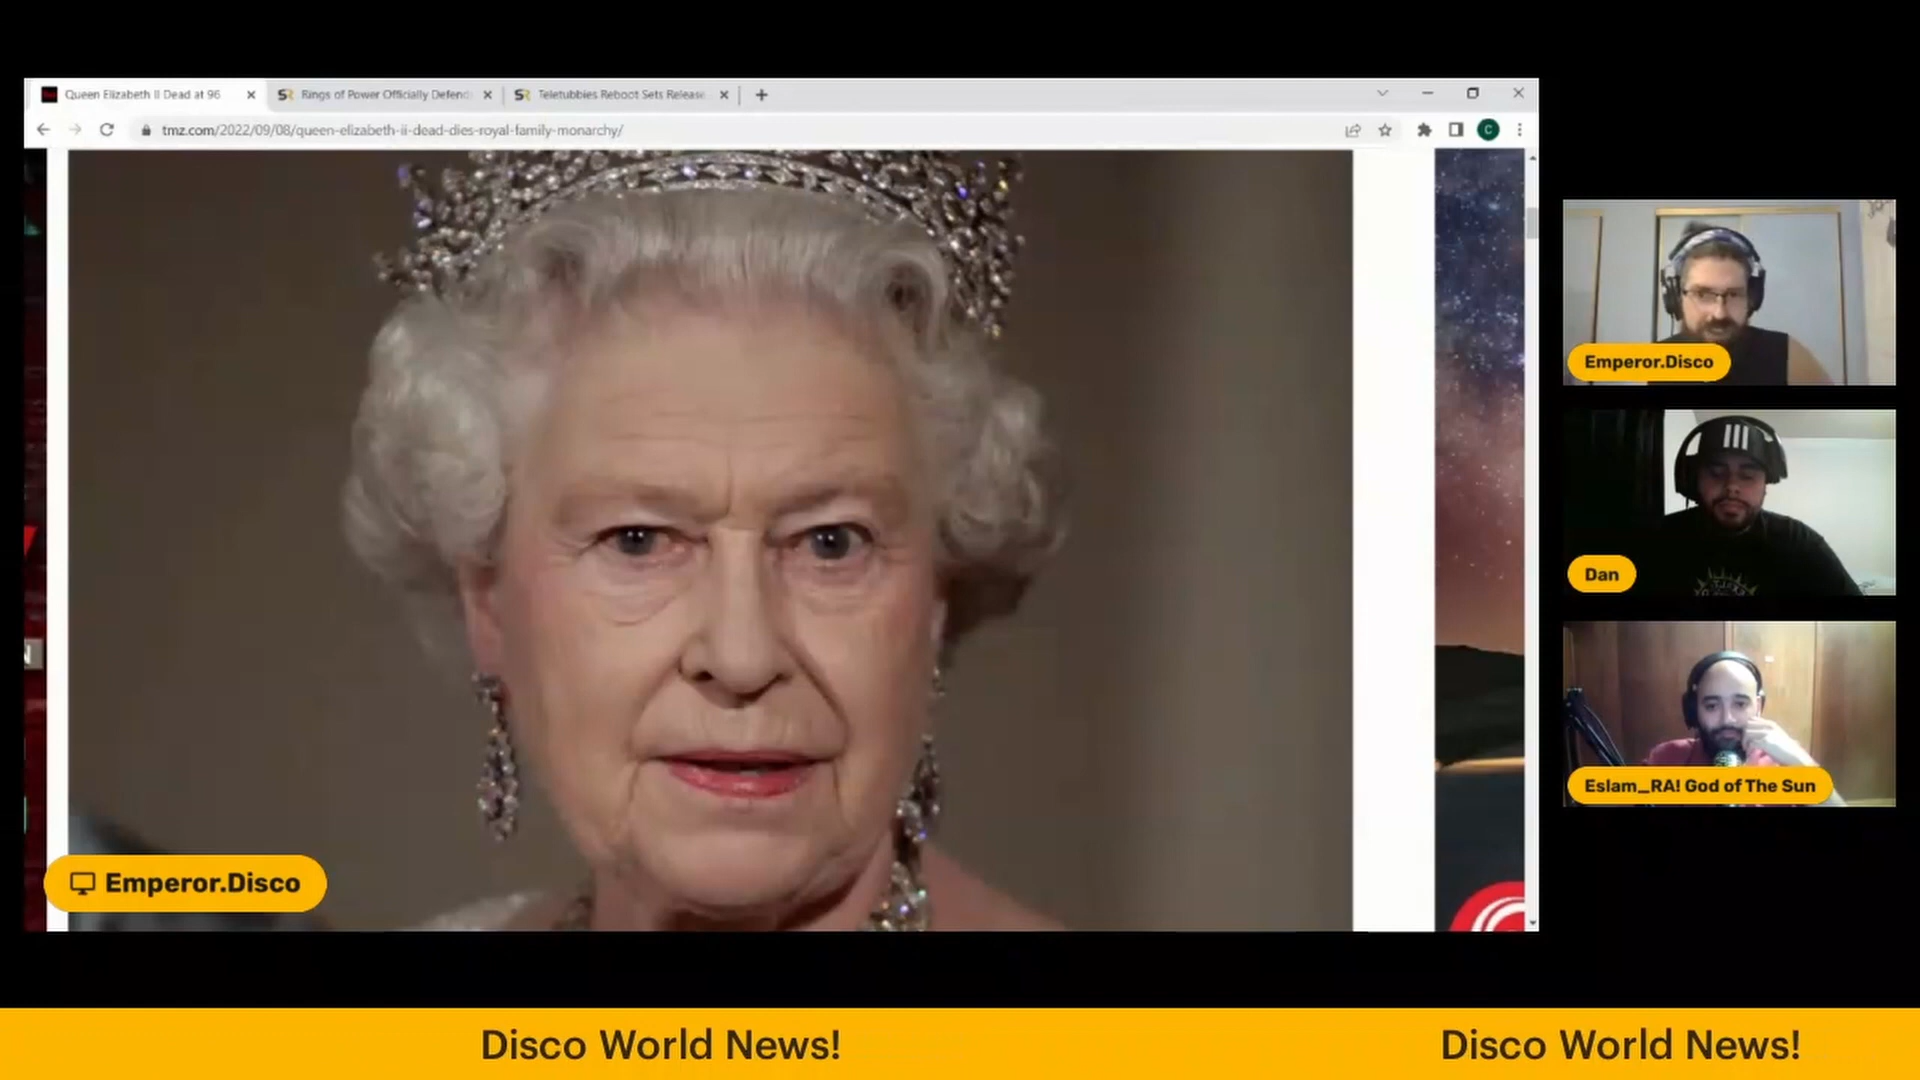 Queen Elizabeth II Dead at 96
Rings of Power Officially Defend
Teletubbies Reboot Sets Release
tmz.com/2022/09/08/queen-elizabeth-ii-dead-dies-royal-family-monarchy/
C
Emperor.Disco
Dan
Eslam_RA! God of The Sun
N
Emperor.Disco
Disco World News!
Disco World News!